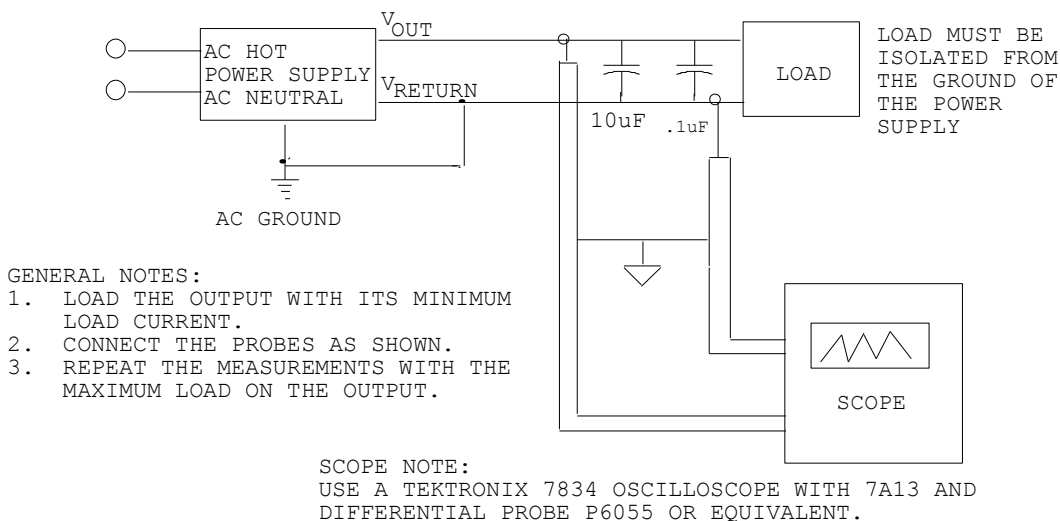 V OUT
AC HOT
POWER SUPPLY
AC NEUTRAL
V RETURN
10uF
.1uF
LOAD
LOAD MUST BE
ISOLATED FROM
THE GROUND OF
THE POWER
SUPPLY
AC GROUND
GENERAL NOTES:
1. LOAD THE OUTPUT WITH ITS MINIMUM
LOAD CURRENT.
2. CONNECT THE PROBES AS SHOWN.
3. REPEAT THE MEASUREMENTS WITH THE
MAXIMUM LOAD ON THE OUTPUT.
SCOPE
SCOPE NOTE:
USE A TEKTRONIX 7834 OSCILLOSCOPE WITH 7A13 AND
DIFFERENTIAL PROBE P6055 OR EQUIVALENT.